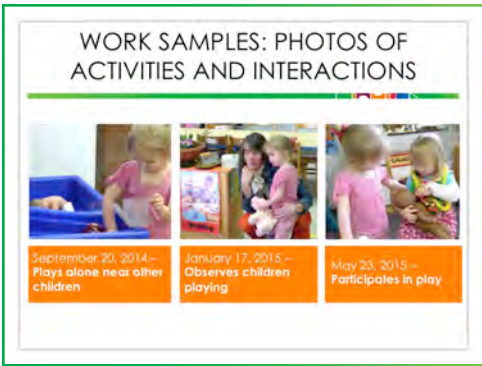 WORK SAMPLES: PHOTOS OF
ACTIVITIES AND INTERACTIONS
September 20, 2014 –
Plays alone near other
children
January 17, 2015 –
Observes children
playing
May 23, 2015 –
Participates in play